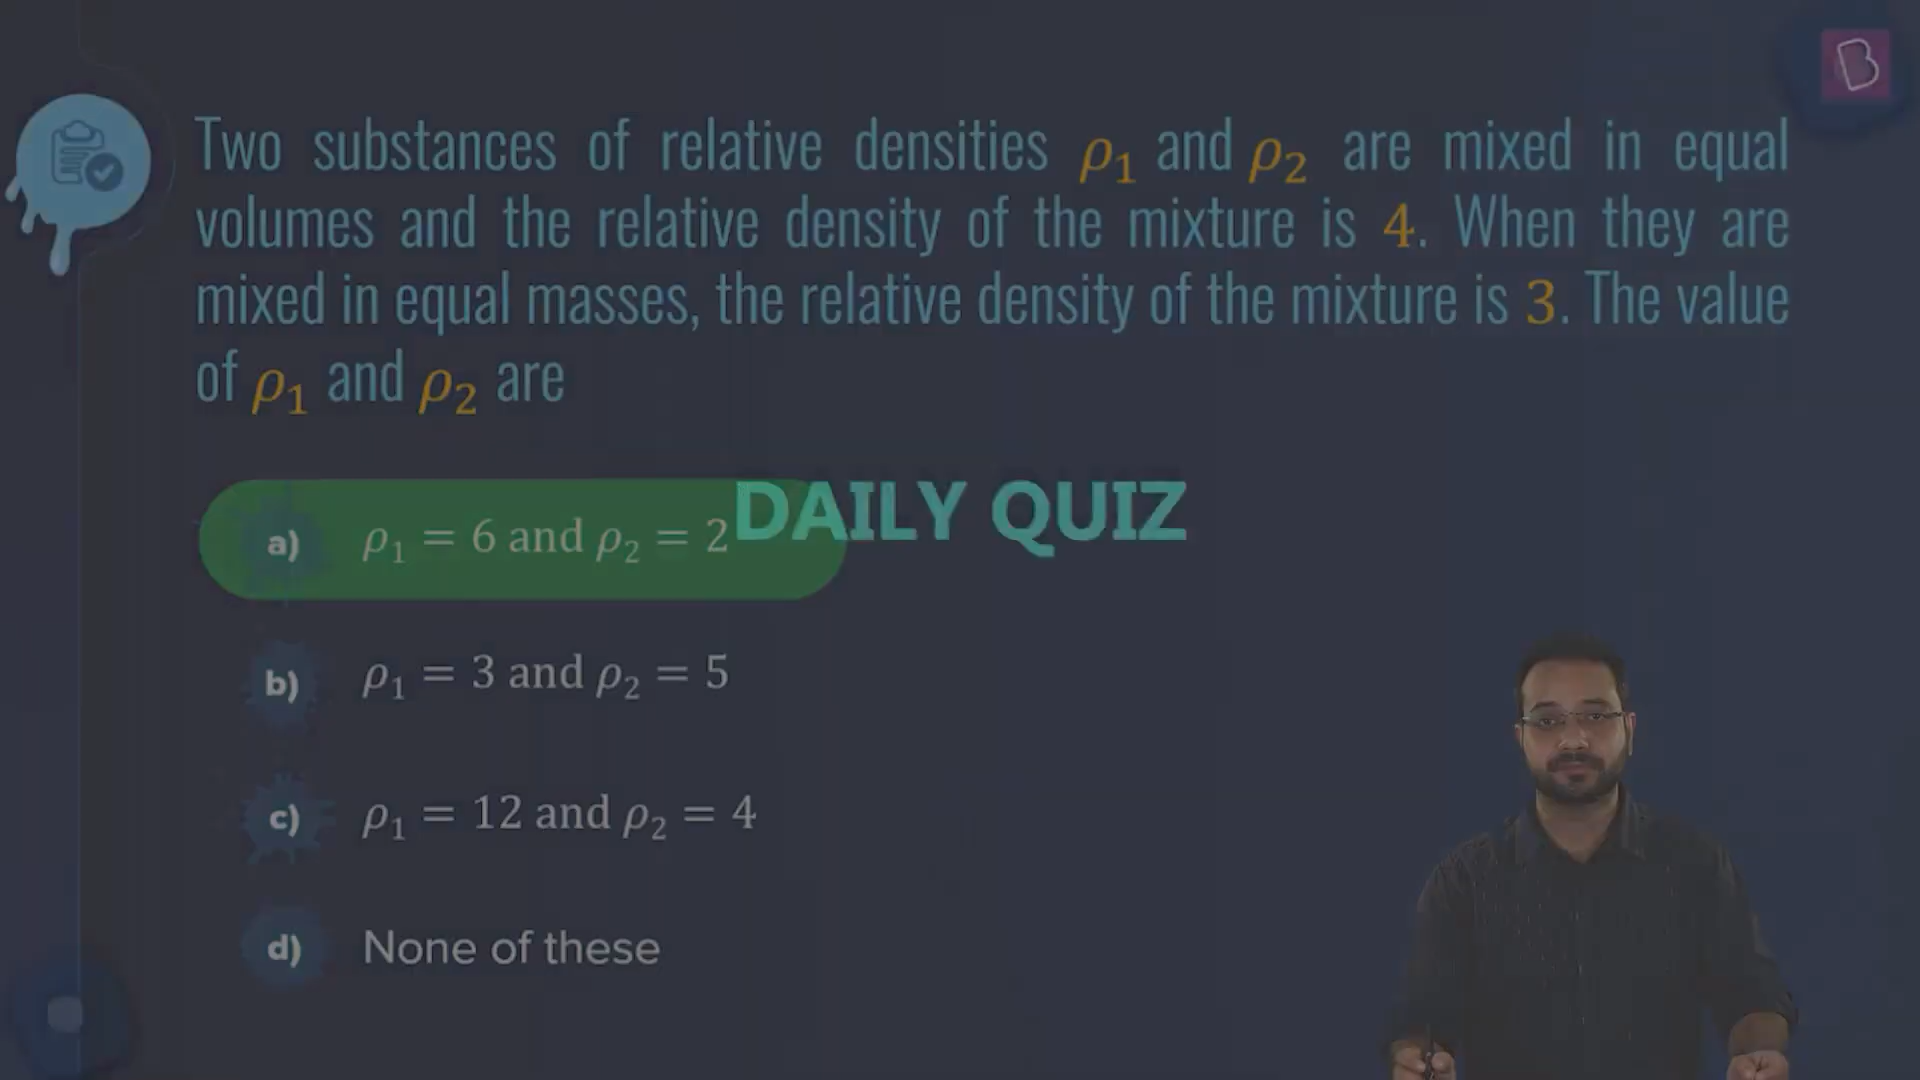 Two substances of relative densities ρ₁ and ρ₂ are mixed in equal
volumes and the relative density of the mixture is 4. When they are
mixed in equal masses, the relative density of the mixture is 3. The value
of ρ₁ and ρ₂ are
DAILY QUIZ
a) ρ₁ = 6 and ρ₂ = 2
b) ρ₁ = 3 and ρ₂ = 5
c) ρ₁ = 12 and ρ₂ = 4
d) None of these
B